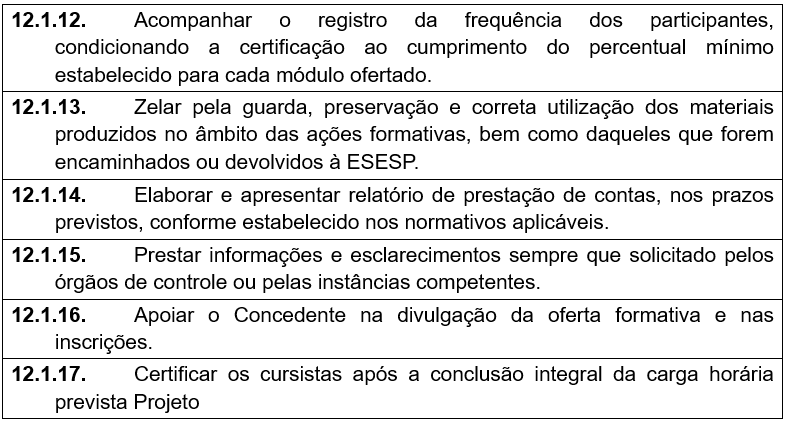 12.1.12. Acompanhar o registro da frequência dos participantes,
condicionando a certificação ao cumprimento do percentual mínimo
estabelecido para cada módulo ofertado.
12.1.13. Zelar pela guarda, preservação e correta utilização dos materiais
produzidos no âmbito das ações formativas, bem como daqueles que forem
encaminhados ou devolvidos à ESESP.
12.1.14. Elaborar e apresentar relatório de prestação de contas, nos prazos
previstos, conforme estabelecido nos normativos aplicáveis.
12.1.15. Prestar informações e esclarecimentos sempre que solicitado pelos
órgãos de controle ou pelas instâncias competentes.
12.1.16. Apoiar o Concedente na divulgação da oferta formativa e nas
inscrições.
12.1.17. Certificar os cursistas após a conclusão integral da carga horária
prevista Projeto